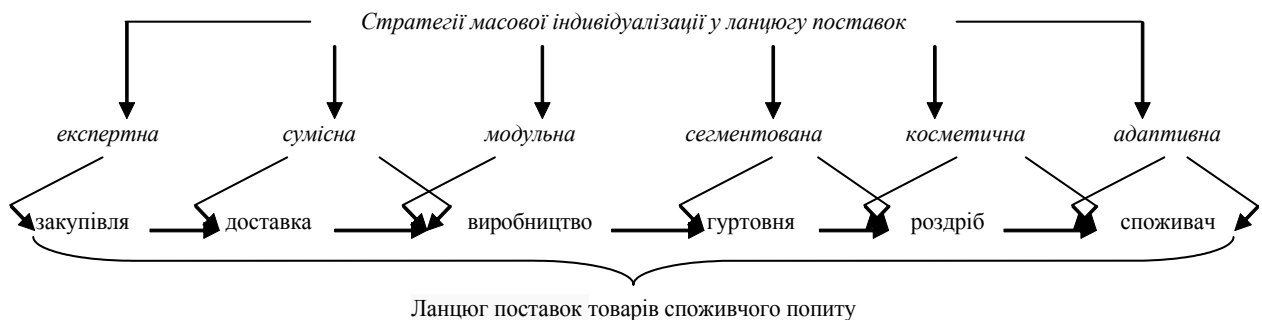 Стратегії масової індивідуалізації у ланцюгу поставок
експертна сумісна модульна сегментована косметична адаптивна
закупівля доставка виробництво гуртовня роздріб споживач
Ланцюг поставок товарів споживчого попиту